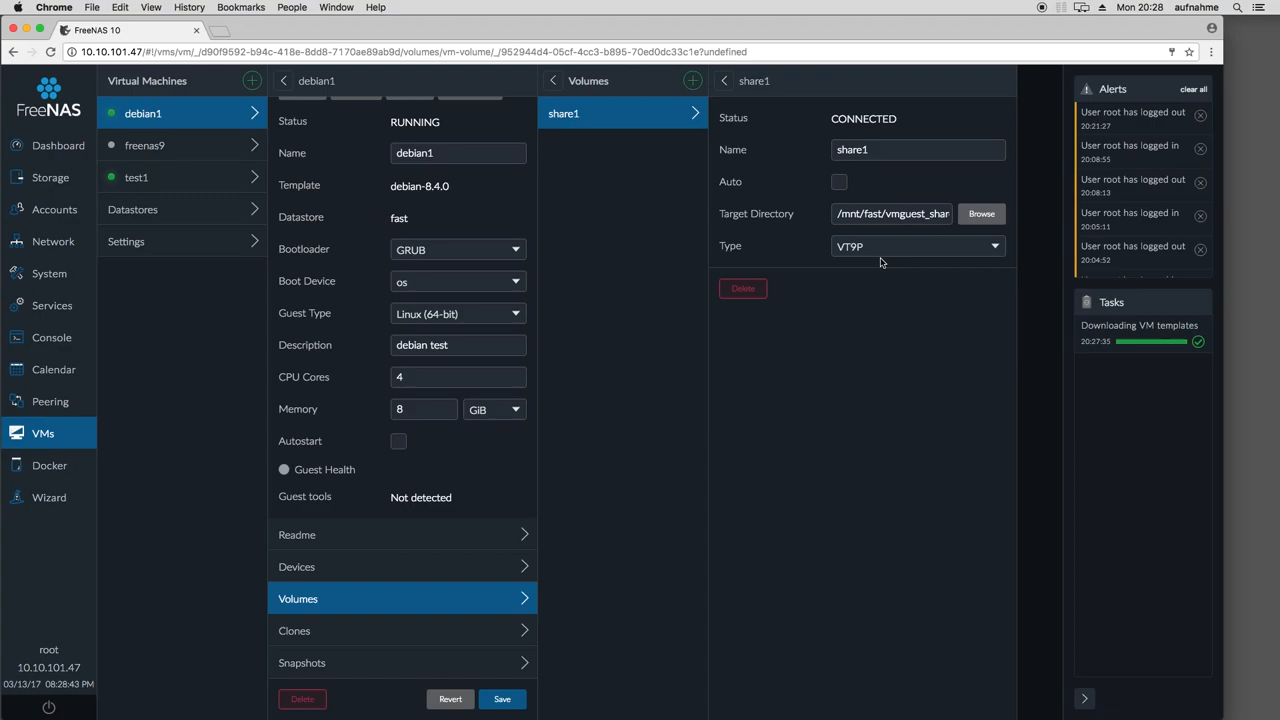 Chrome File Edit View History Bookmarks People Window Help Mon 20:28 aufnahme
FreeNAS 10
10.10.101.47/#!/vms/vm/_/d90f9592-b94c-418e-8dd8-7170ae89ab9d/volumes/vm-volume/_/952944d4-05cf-4cc3-b895-70ed0dc33c1e?undefined
FreeNAS
Dashboard
Storage
Accounts
Network
System
Services
Console
Calendar
Peering
VMs
Docker
Wizard
root
10.10.101.47
03/13/17 08:28:43 PM
Virtual Machines
debian1
freenas9
test1
Datastores
Settings
debian1
Status RUNNING
Name debian1
Template debian-8.4.0
Datastore fast
Bootloader GRUB
Boot Device os
Guest Type Linux (64-bit)
Description debian test
CPU Cores 4
Memory 8 GiB
Autostart
Guest Health
Guest tools Not detected
Readme
Devices
Volumes
Clones
Snapshots
Delete Revert Save
Volumes
share1
share1
Status CONNECTED
Name share1
Auto
Target Directory /mnt/fast/vmguest_shar Browse
Type VT9P
Delete
Alerts clear all
User root has logged out
20:21:27
User root has logged in
20:08:55
User root has logged out
20:08:13
User root has logged in
20:05:11
User root has logged out
20:04:52
Tasks
Downloading VM templates
20:27:35